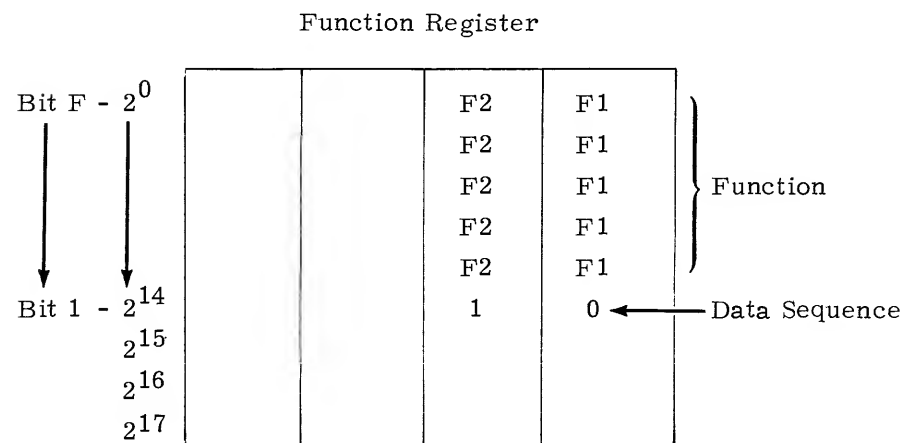 Function Register
Bit F - 2^0 F2 F1
F2 F1
F2 F1 Function
F2 F1
F2 F1
Bit 1 - 2^14 1 0 Data Sequence
2^15
2^16
2^17